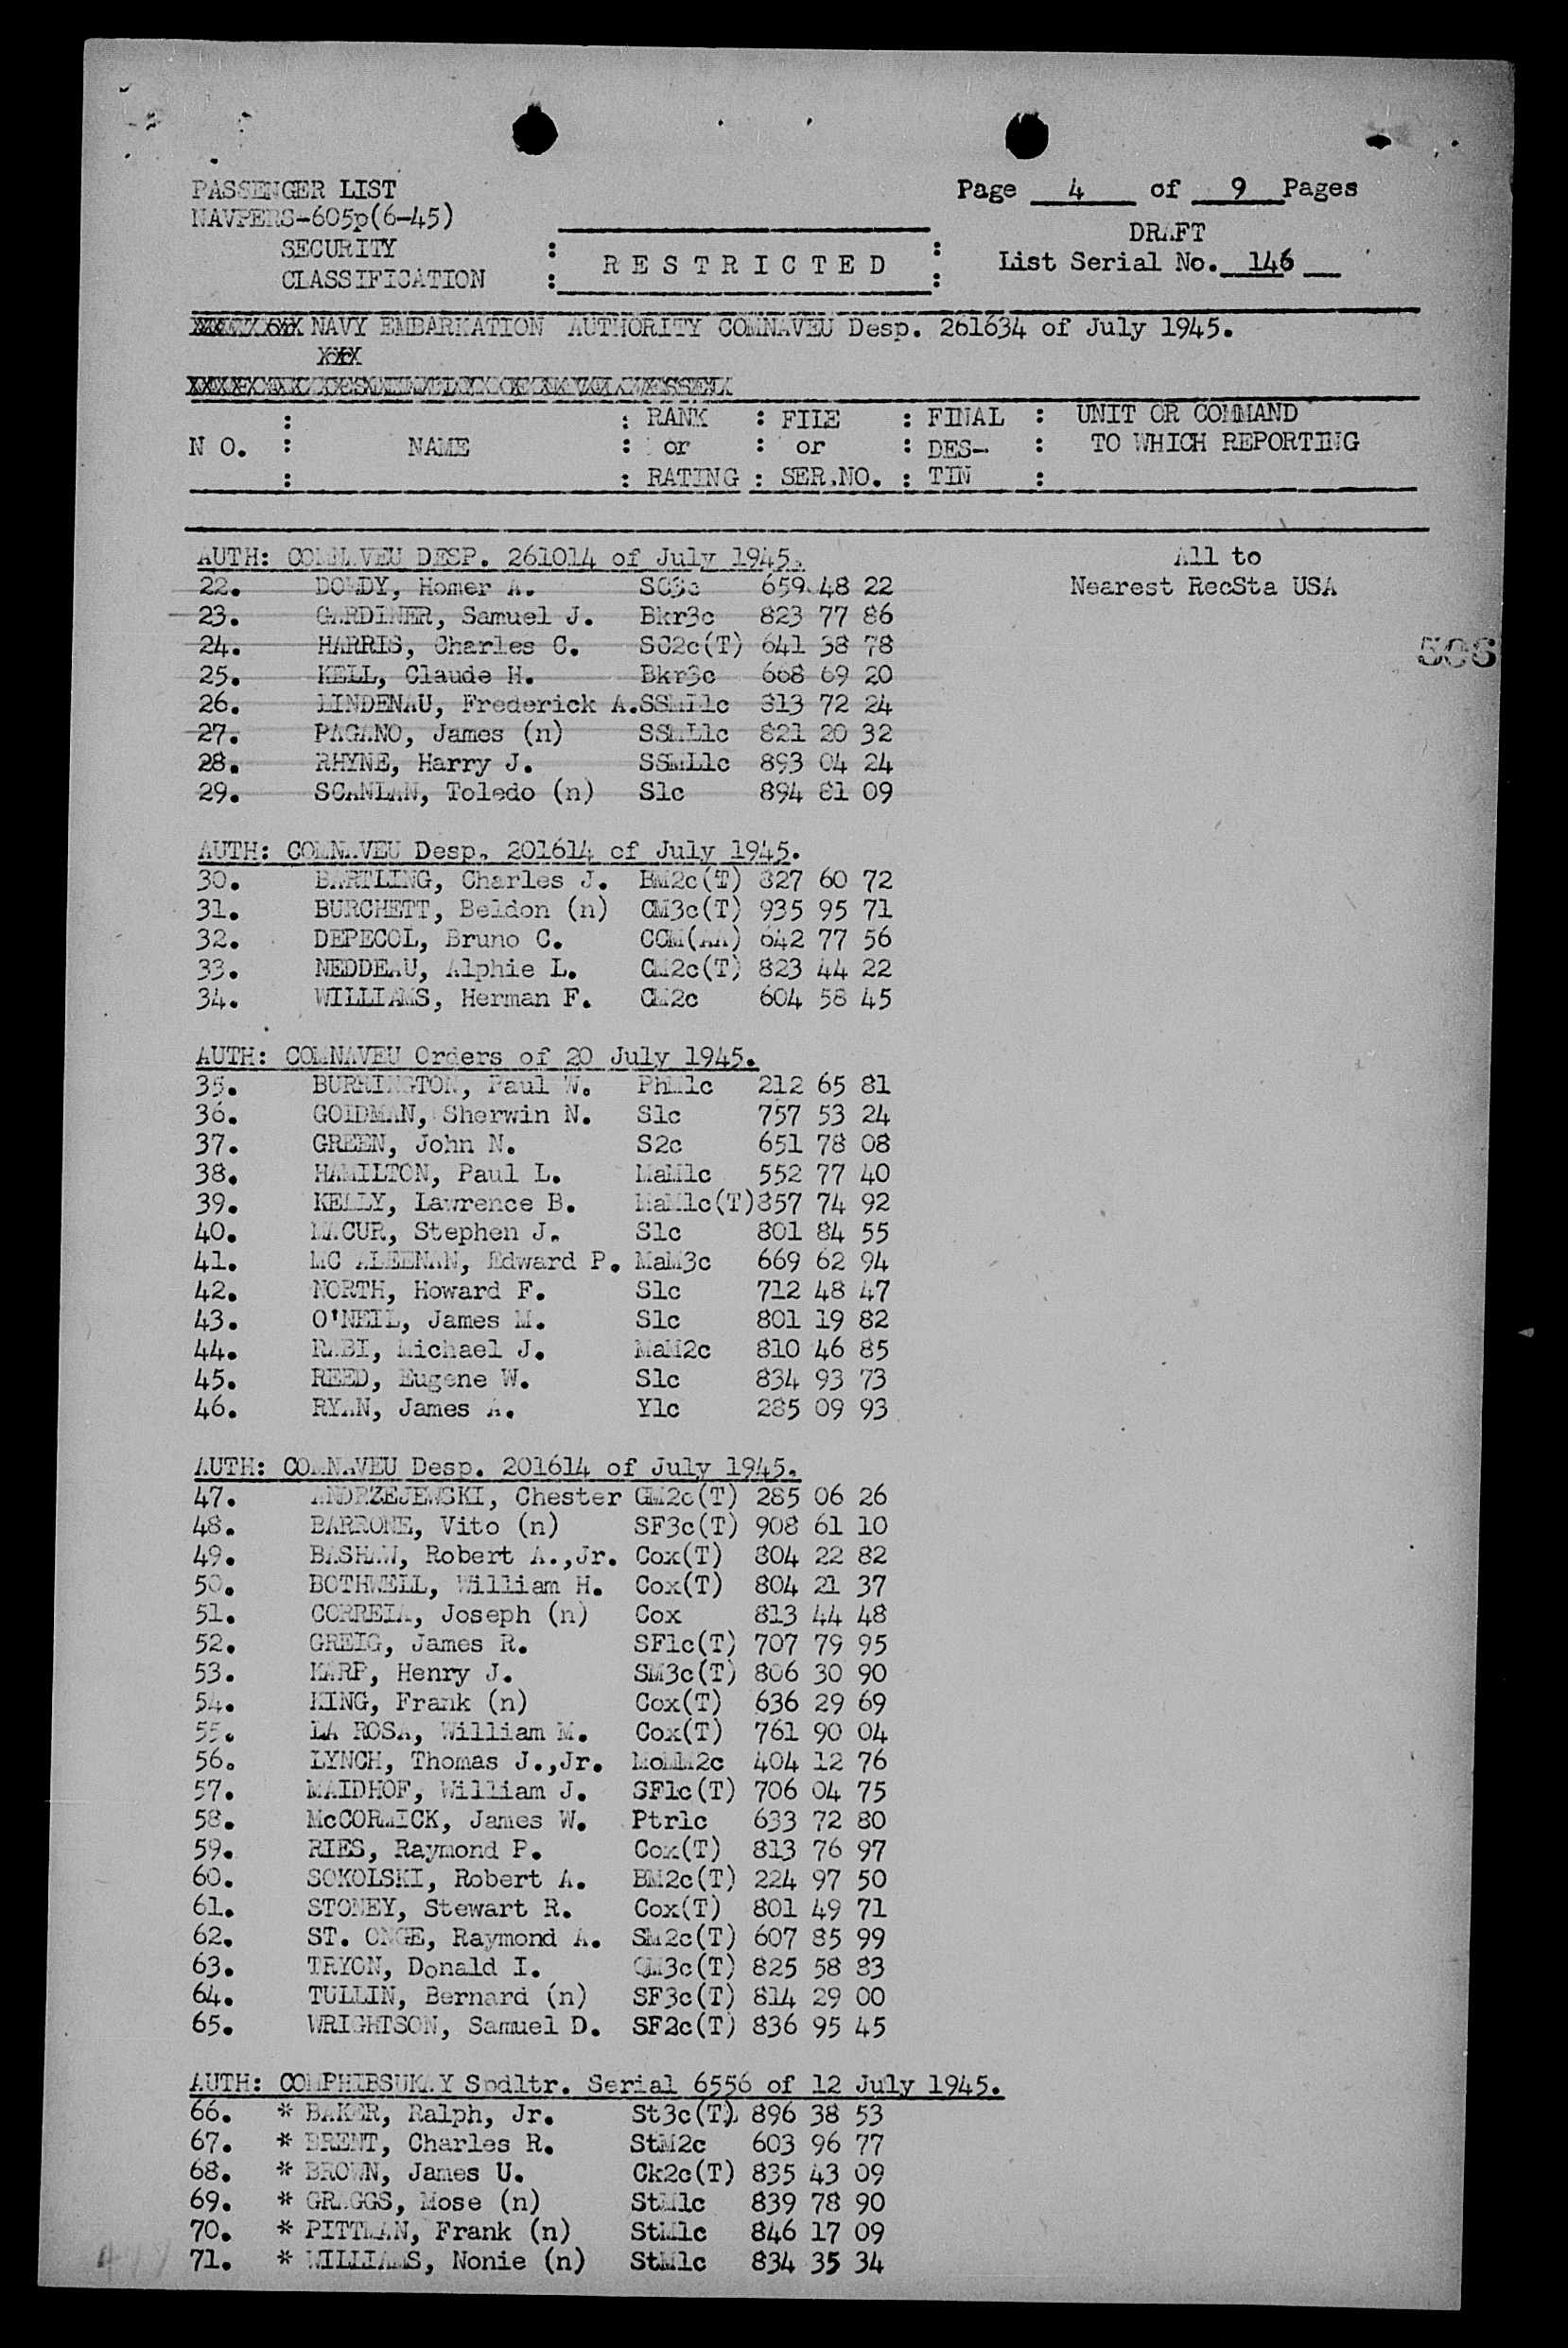 PASSENGER LIST
Page 4 of 9 Pages
NAVPERS-605p(6-45)
DRAFT
SECURITY
CLASSIFICATION
: RESTRICTED :
List Serial No. 146
NAVY EMBARKATION AUTHORITY COMNAVEU Desp. 261634 of July 1945.
: : RANK : FILE : FINAL : UNIT OR COMMAND
N O. : NAME : or : or : DES- : TO WHICH REPORTING
: : RATING : SER.NO. : TIN :
AUTH: COMNAVEU DESP. 261014 of July 1945. All to
22. DOWDY, Homer A. SC3c 659 48 22 Nearest RecSta USA
23. GARDINER, Samuel J. Bkr3c 823 77 86
24. HARRIS, Charles C. SC2c(T) 641 38 78
506
25. KELL, Claude H. Bkr3c 668 69 20
26. LINDENAU, Frederick A. SSML1c 813 72 24
27. PAGANO, James (n) SSML1c 821 20 32
28. RHYNE, Harry J. SSML1c 893 04 24
29. SCANLAN, Toledo (n) S1c 894 81 09
AUTH: COMNAVEU Desp. 201614 of July 1945.
30. BARTLING, Charles J. BM2c(T) 827 60 72
31. BURCHETT, Beldon (n) CM3c(T) 935 95 71
32. DEPECOL, Bruno C. CCM(AA) 642 77 56
33. NEDDEAU, Alphie L. CM2c(T) 823 44 22
34. WILLIAMS, Herman F. CM2c 604 58 45
AUTH: COMNAVEU Orders of 20 July 1945.
35. BURRINGTON, Paul W. PhM1c 212 65 81
36. GOIDMAN, Sherwin N. S1c 757 53 24
37. GREEN, John N. S2c 651 78 08
38. HAMILTON, Paul L. MaM1c 552 77 40
39. KELLY, Lawrence B. MaM1c(T) 857 74 92
40. MACUR, Stephen J. S1c 801 84 55
41. MC ALEENAN, Edward P. MaM3c 669 62 94
42. NORTH, Howard F. S1c 712 48 47
43. O'NEIL, James M. S1c 801 19 82
44. RABI, Michael J. MaM2c 810 46 85
45. REED, Eugene W. S1c 834 93 73
46. RYAN, James A. Y1c 285 09 93
AUTH: COMNAVEU Desp. 201614 of July 1945.
47. ANDRZEJEWSKI, Chester GM2c(T) 285 06 26
48. BARRONE, Vito (n) SF3c(T) 908 61 10
49. BASHAW, Robert A.,Jr. Cox(T) 804 22 82
50. BOTHWELL, William H. Cox(T) 804 21 37
51. CORREIA, Joseph (n) Cox 813 44 48
52. GREIG, James R. SF1c(T) 707 79 95
53. KARP, Henry J. SM3c(T) 806 30 90
54. KING, Frank (n) Cox(T) 636 29 69
55. LA ROSA, William M. Cox(T) 761 90 04
56. LYNCH, Thomas J.,Jr. MoMM2c 404 12 76
57. MAIDHOF, William J. SF1c(T) 706 04 75
58. McCORMICK, James W. Ptr1c 633 72 80
59. RIES, Raymond P. Cox(T) 813 76 97
60. SOKOLSKI, Robert A. BM2c(T) 224 97 50
61. STONEY, Stewart R. Cox(T) 801 49 71
62. ST. ONGE, Raymond A. SM2c(T) 607 85 99
63. TRYON, Donald I. QM3c(T) 825 58 83
64. TULLIN, Bernard (n) SF3c(T) 814 29 00
65. WRIGHTSON, Samuel D. SF2c(T) 836 95 45
AUTH: COMPHIBSUKAY Spdltr. Serial 6556 of 12 July 1945.
66. * BAKER, Ralph, Jr. St3c(T) 896 38 53
67. * BRENT, Charles R. StM2c 603 96 77
68. * BROWN, James U. Ck2c(T) 835 43 09
69. * GRAGGS, Mose (n) StM1c 839 78 90
70. * PITTMAN, Frank (n) StM1c 846 17 09
71. * WILLIAMS, Nonie (n) StM1c 834 35 34